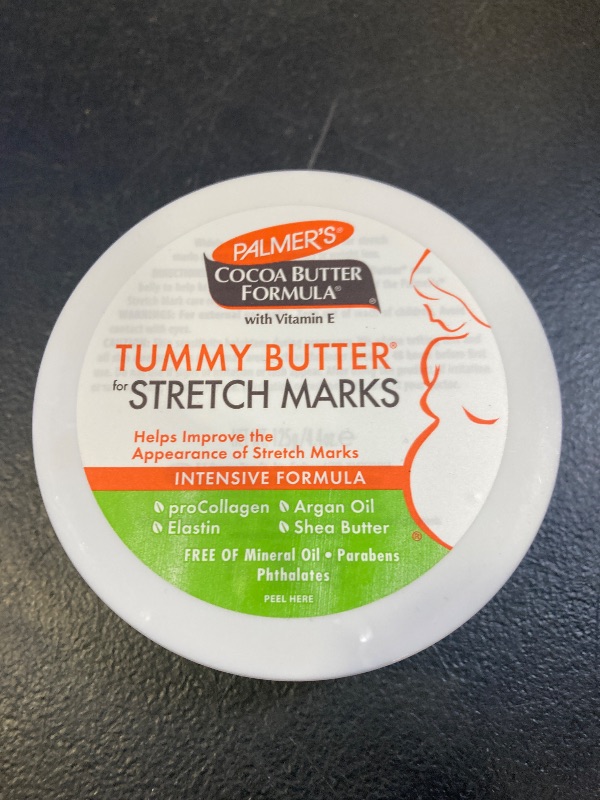 PALMER'S®
COCOA BUTTER
FORMULA®
with Vitamin E
TUMMY BUTTER®
for STRETCH MARKS
Helps Improve the
Appearance of Stretch Marks
INTENSIVE FORMULA
proCollagen Argan Oil
Elastin Shea Butter
®
FREE OF Mineral Oil • Parabens
Phthalates
PEEL HERE